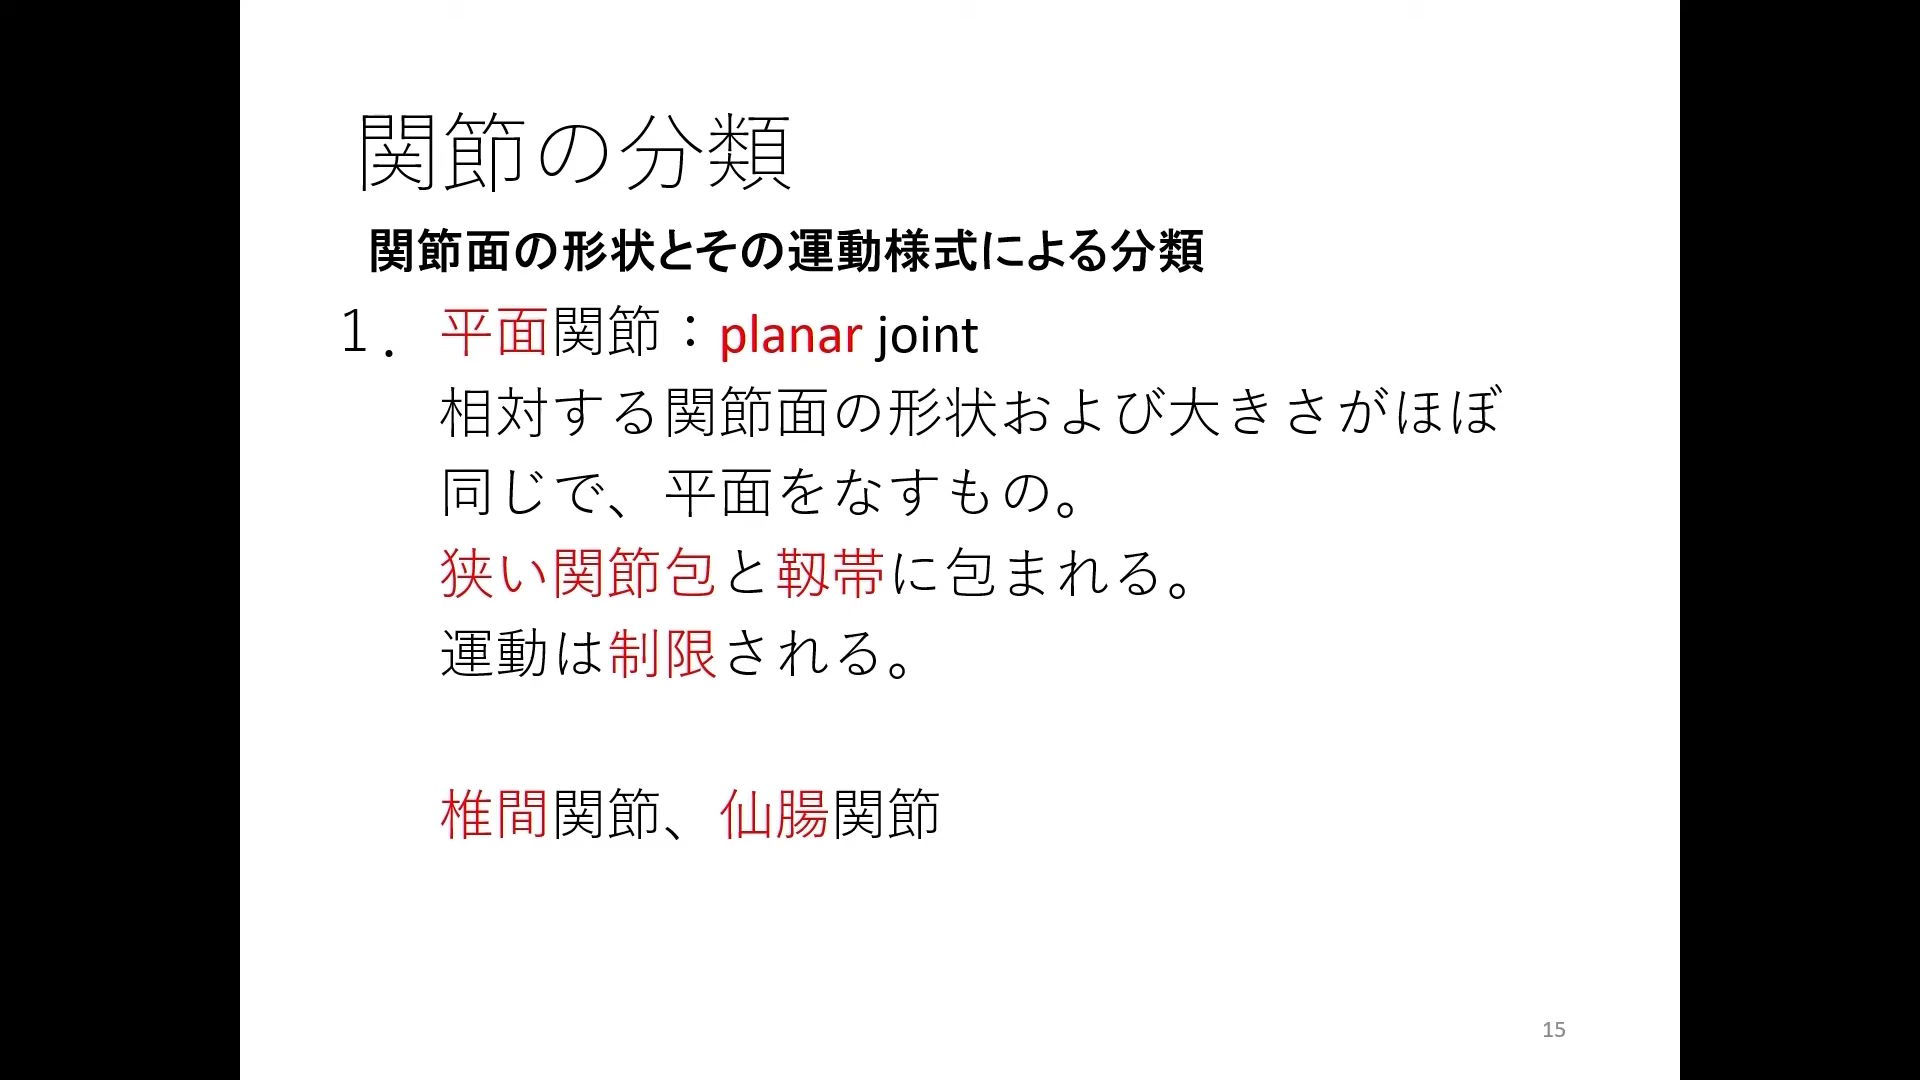 関節の分類
関節面の形状とその運動様式による分類
１．平面関節：planar joint
相対する関節面の形状および大きさがほぼ
同じで、平面をなすもの。
狭い関節包と靱帯に包まれる。
運動は制限される。
椎間関節、仙腸関節
15